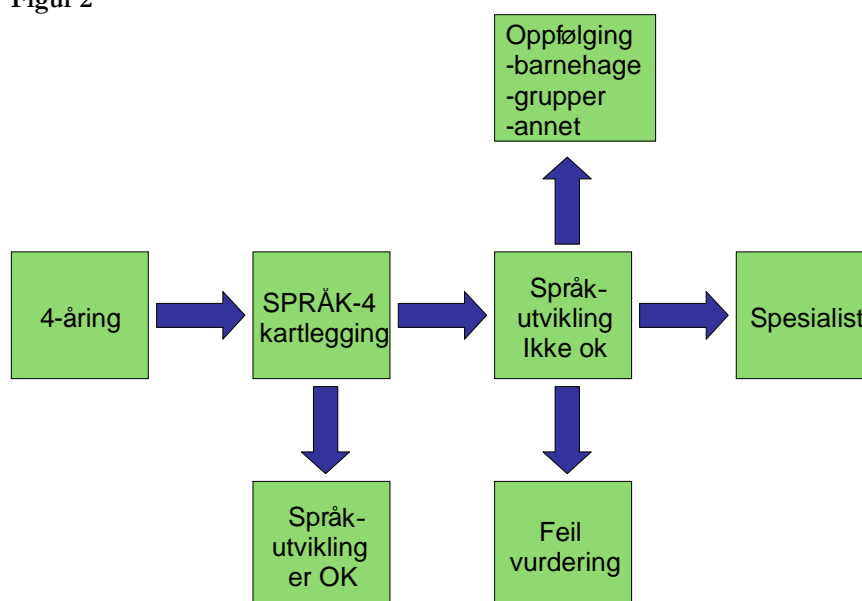 Figur 2
Oppfølging
-barnehage
-grupper
-annet
4-åring
SPRÅK-4
kartlegging
Språk-
utvikling
Ikke ok
Spesialist
Språk-
utvikling
er OK
Feil
vurdering